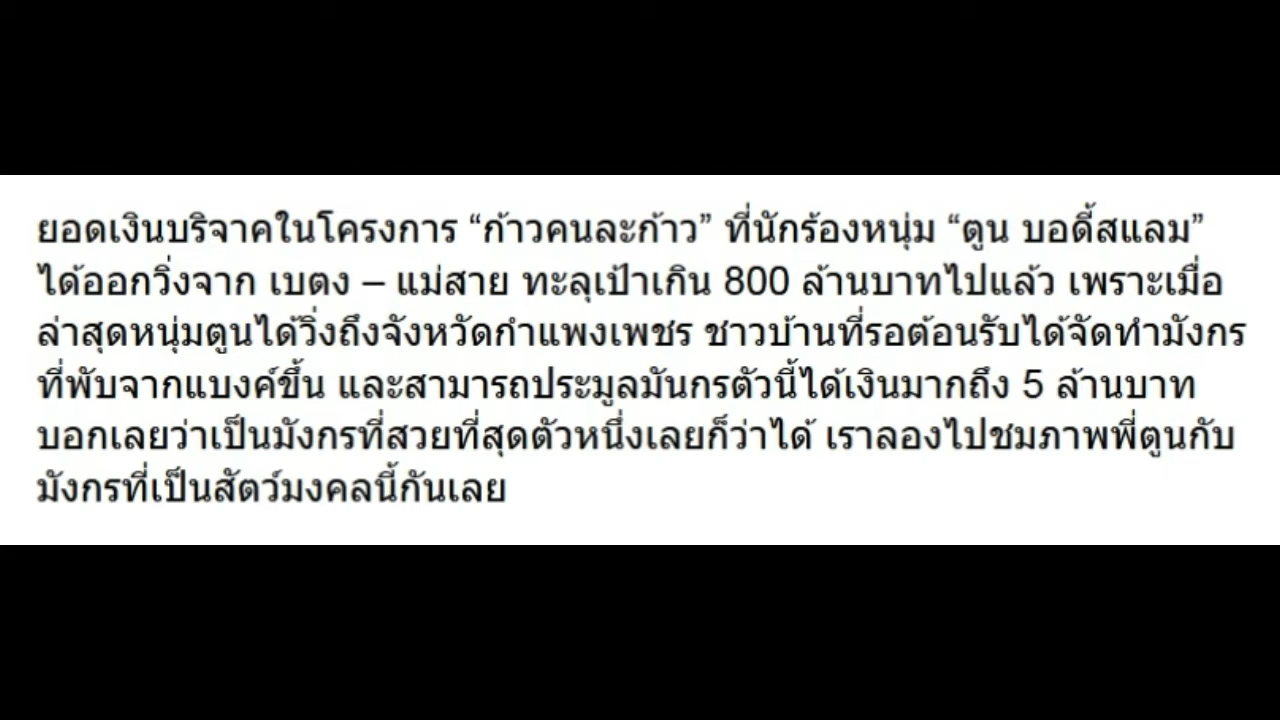 ยอดเงินบริจาคในโครงการ “ก้าวคนละก้าว” ที่นักร้องหนุ่ม “ตูน บอดี้สแลม”
ได้ออกวิ่งจาก เบตง – แม่สาย ทะลุเป้าเกิน 800 ล้านบาทไปแล้ว เพราะเมื่อ
ล่าสุดหนุ่มตูนได้วิ่งถึงจังหวัดกำแพงเพชร ชาวบ้านที่รอต้อนรับได้จัดทำมังกร
ที่พับจากแบงค์ขึ้น และสามารถประมูลมันกรตัวนี้ได้เงินมากถึง 5 ล้านบาท
บอกเลยว่าเป็นมังกรที่สวยที่สุดตัวหนึ่งเลยก็ว่าได้ เราลองไปชมภาพพี่ตูนกับ
มังกรที่เป็นสัตว์มงคลนี้กันเลย